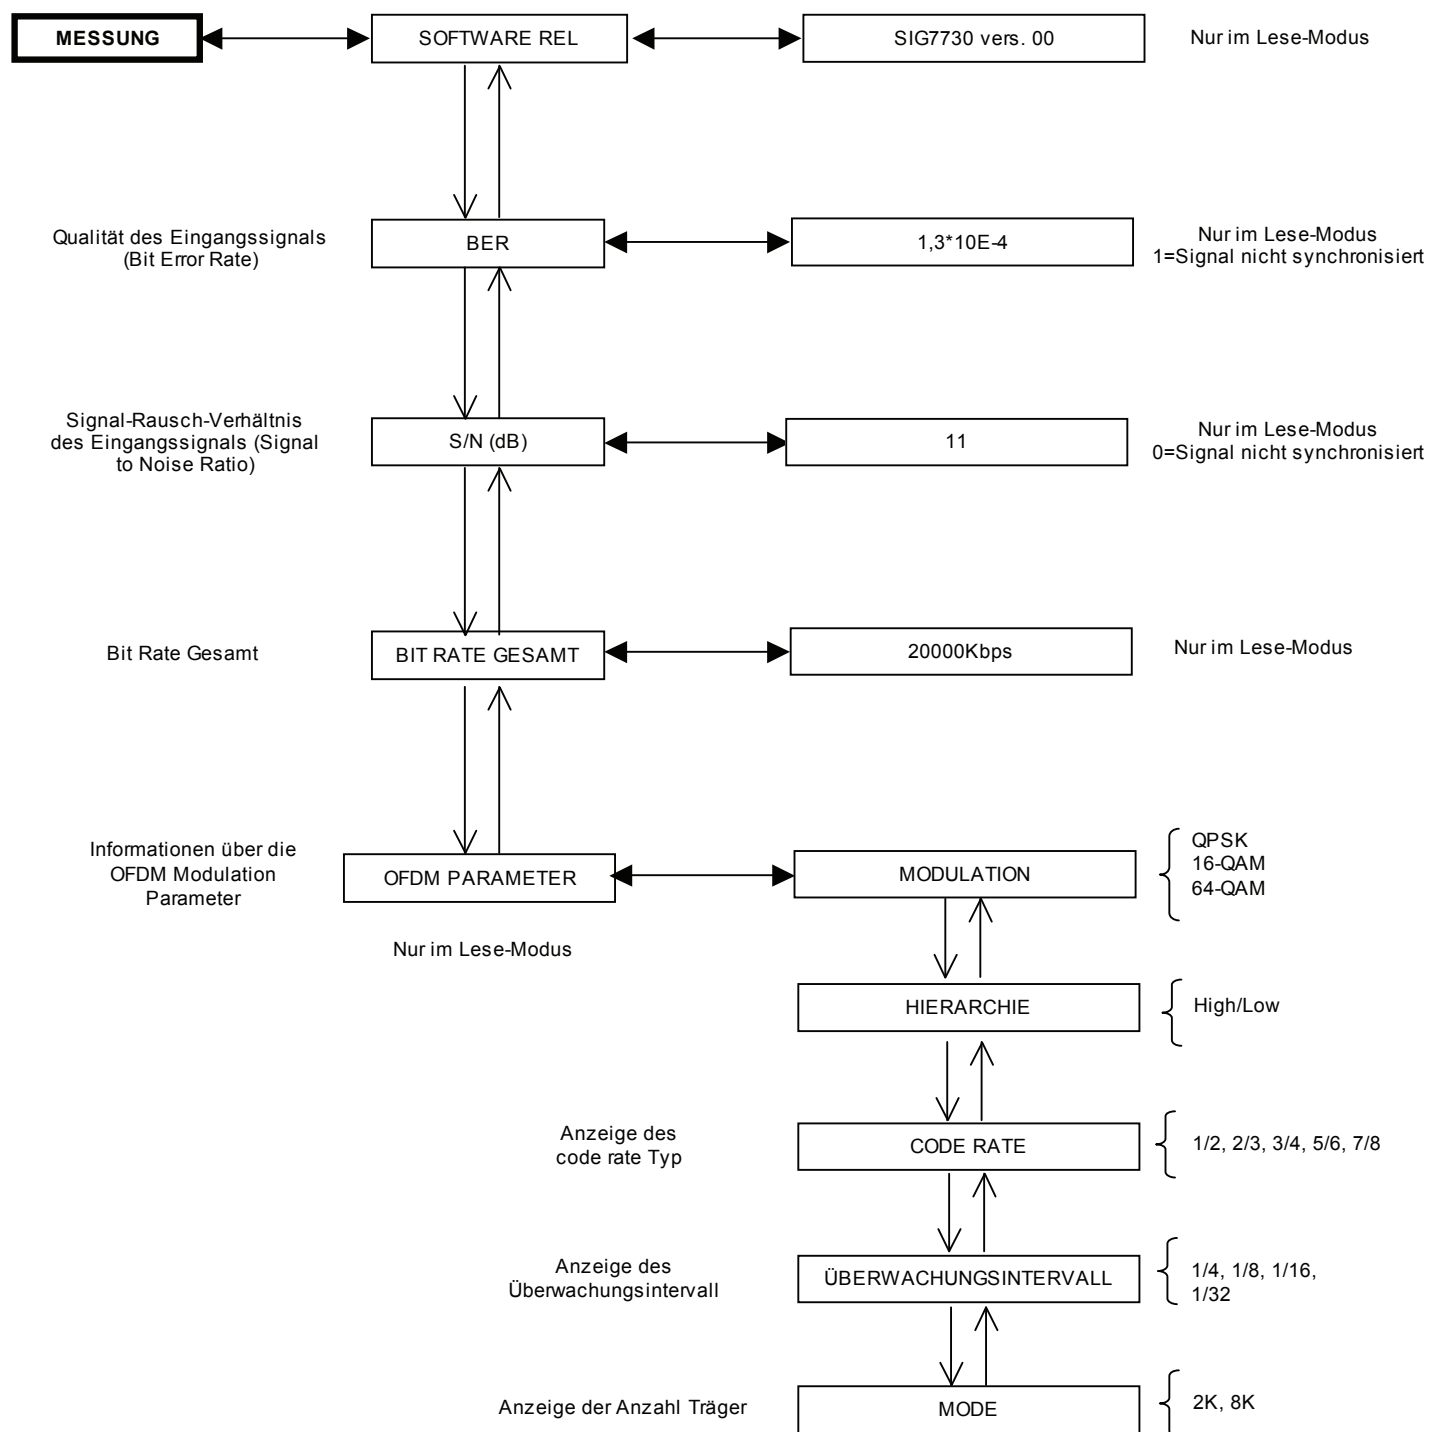 MESSUNG
SOFTWARE REL
SIG7730 vers. 00
Nur im Lese-Modus
Qualität des Eingangssignals
(Bit Error Rate)
BER
1,3*10E-4
Nur im Lese-Modus
1=Signal nicht synchronisiert
Signal-Rausch-Verhältnis
des Eingangssignals (Signal
to Noise Ratio)
S/N (dB)
11
Nur im Lese-Modus
0=Signal nicht synchronisiert
Bit Rate Gesamt
BIT RATE GESAMT
20000Kbps
Nur im Lese-Modus
Informationen über die
OFDM Modulation
Parameter
OFDM PARAMETER
Nur im Lese-Modus
MODULATION
QPSK
16-QAM
64-QAM
HIERARCHIE
High/Low
Anzeige des
code rate Typ
CODE RATE
1/2, 2/3, 3/4, 5/6, 7/8
Anzeige des
Überwachungsintervall
ÜBERWACHUNGSINTERVALL
1/4, 1/8, 1/16,
1/32
Anzeige der Anzahl Träger
MODE
2K, 8K